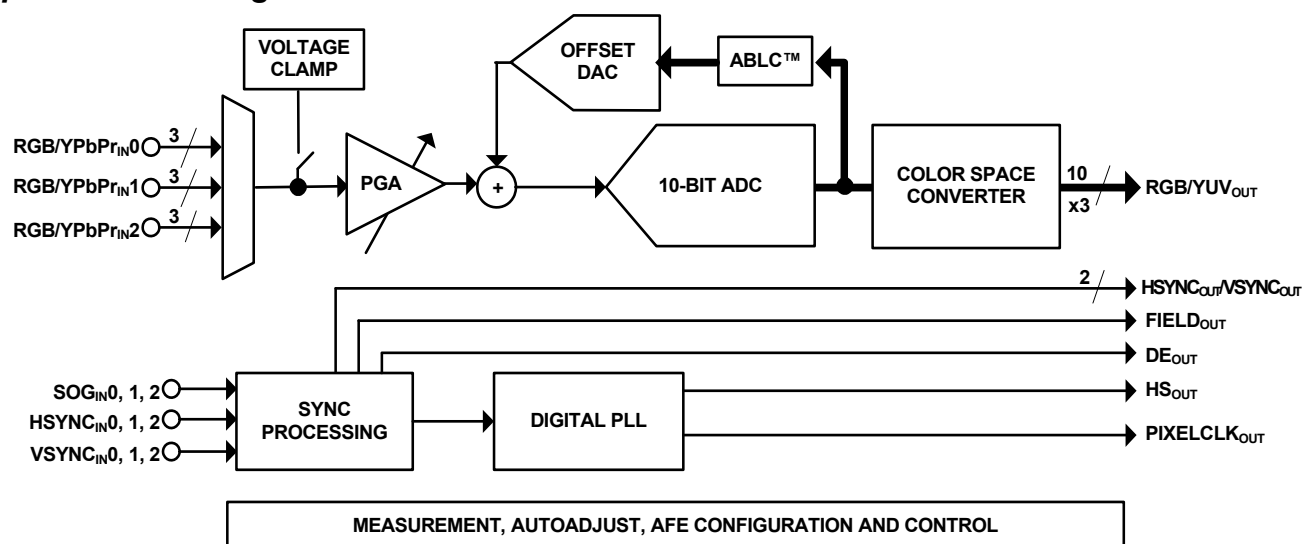 VOLTAGE
CLAMP
OFFSET
DAC
ABLC™
RGB/YPbPrIN0
3
RGB/YPbPrIN1
3
RGB/YPbPrIN2
3
PGA
+
10-BIT ADC
COLOR SPACE
CONVERTER
10
x3
RGB/YUVOUT
2
HSYNCOUT/VSYNCOUT
FIELDOUT
DEOUT
SOGIN0, 1, 2
HSYNCIN0, 1, 2
VSYNCIN0, 1, 2
SYNC
PROCESSING
DIGITAL PLL
HSOUT
PIXELCLKOUT
MEASUREMENT, AUTOADJUST, AFE CONFIGURATION AND CONTROL